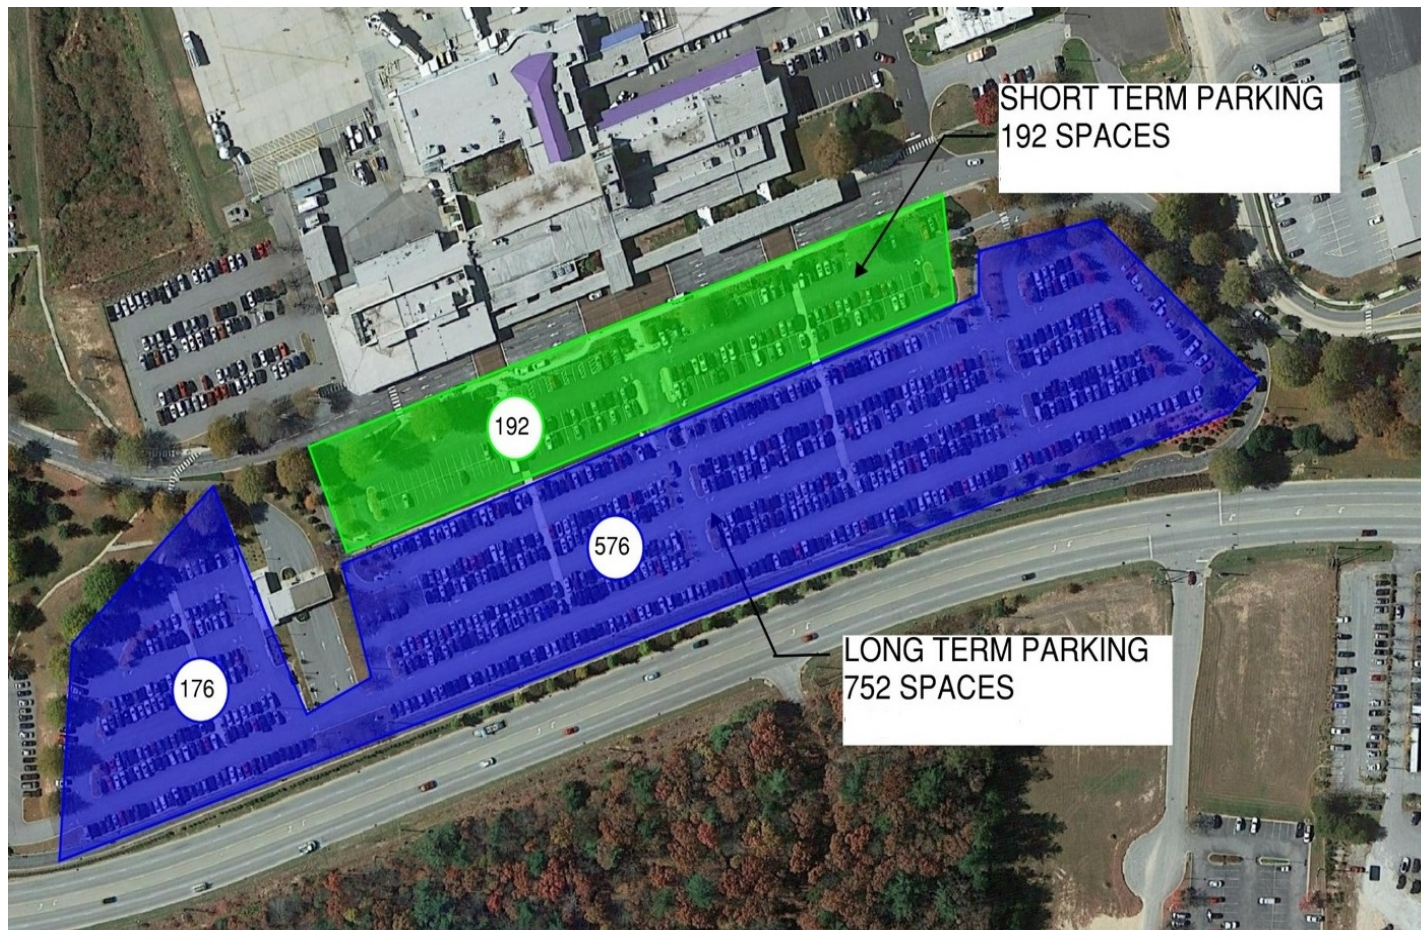 SHORT TERM PARKING
192 SPACES
192
576
176
LONG TERM PARKING
752 SPACES